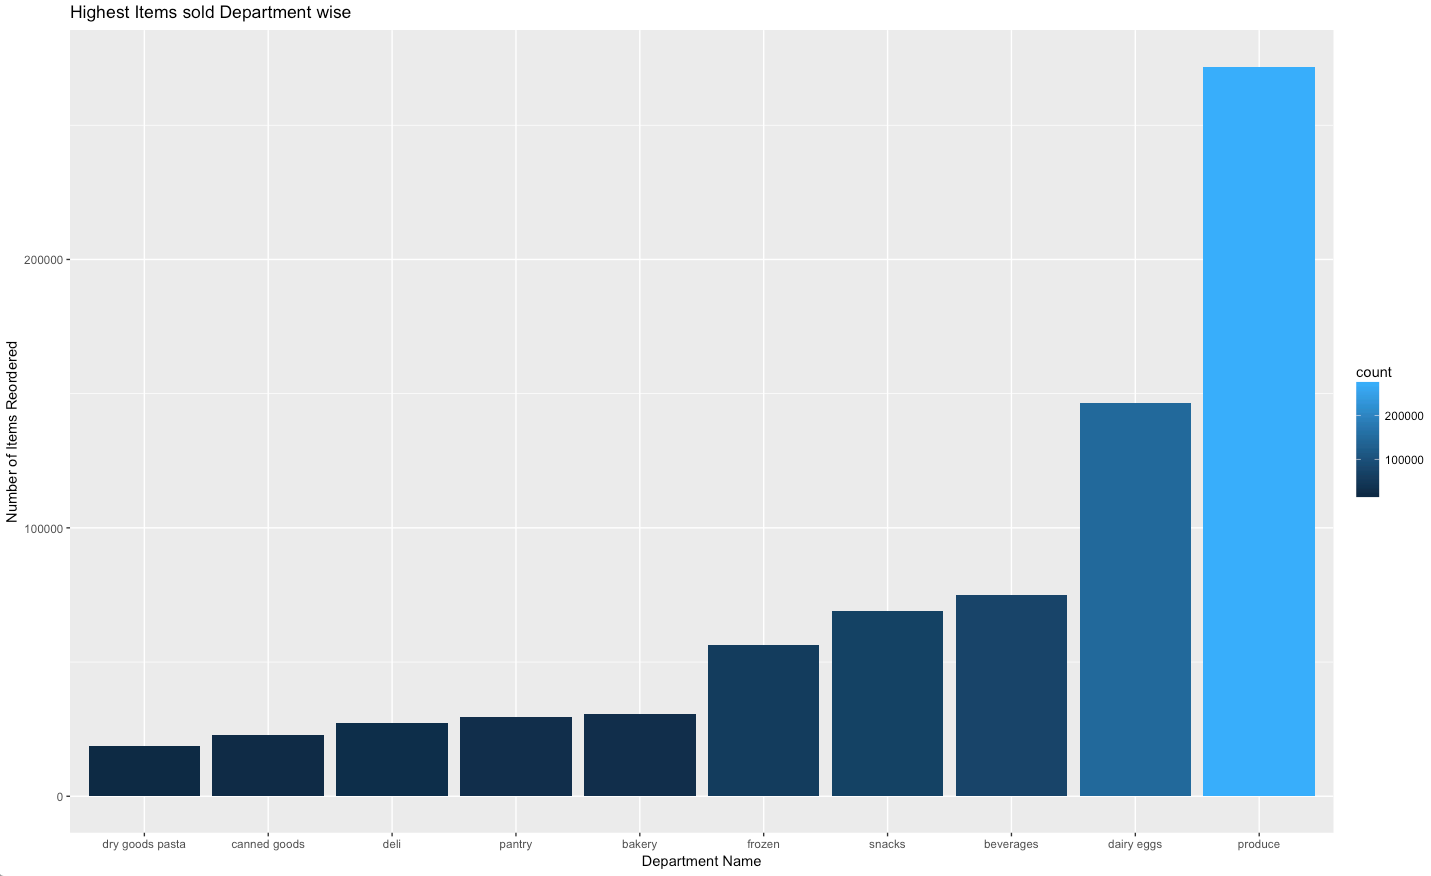 Highest Items sold Department wise
Number of Items Reordered
200000
100000
0
dry goods pasta
canned goods
deli
pantry
bakery
frozen
snacks
beverages
dairy eggs
produce
Department Name
count
200000
100000